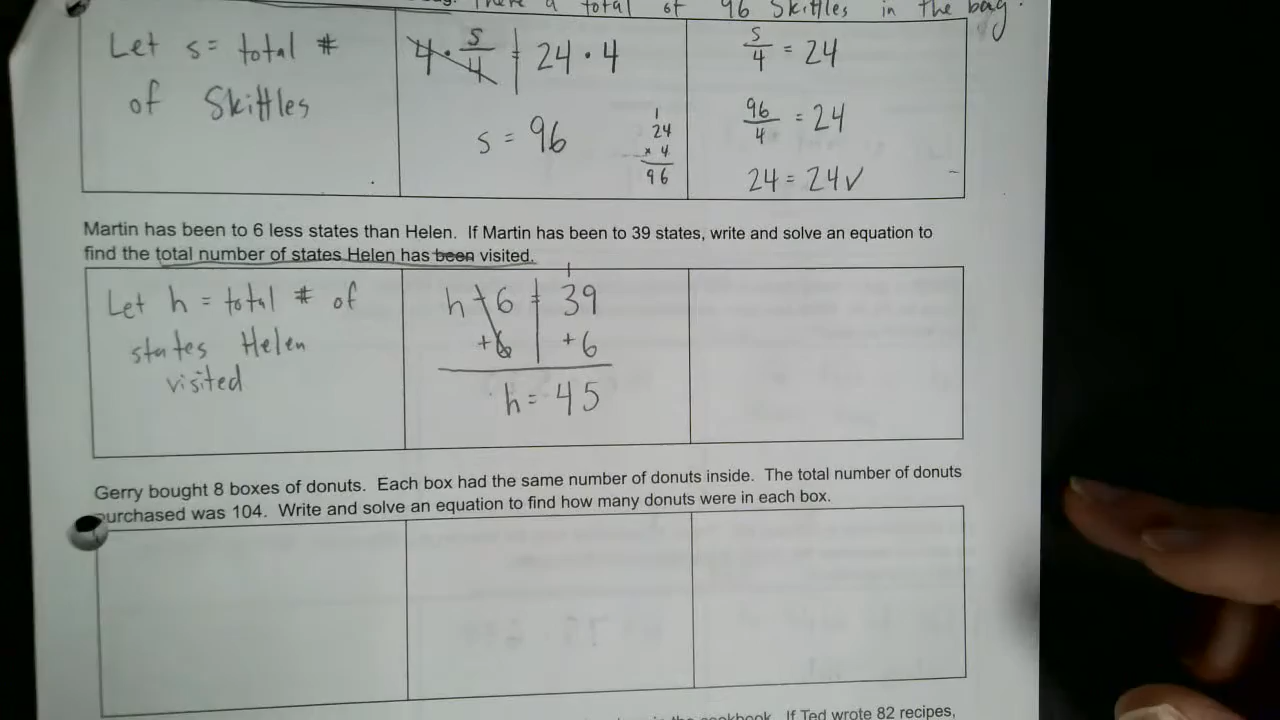 There a total of 96 Skittles in the bag.
Let s = total #
of Skittles
4 · s/4 = 24 · 4
s = 96
1
24
× 4
96
s/4 = 24
96/4 = 24
24 = 24 ✓
Martin has been to 6 less states than Helen. If Martin has been to 39 states, write and solve an equation to
find the total number of states Helen has been visited.
Let h = total # of
states Helen
visited
h - 6 = 39
+6 +6
h = 45
Gerry bought 8 boxes of donuts. Each box had the same number of donuts inside. The total number of donuts
urchased was 104. Write and solve an equation to find how many donuts were in each box.
cookbook. If Ted wrote 82 recipes,